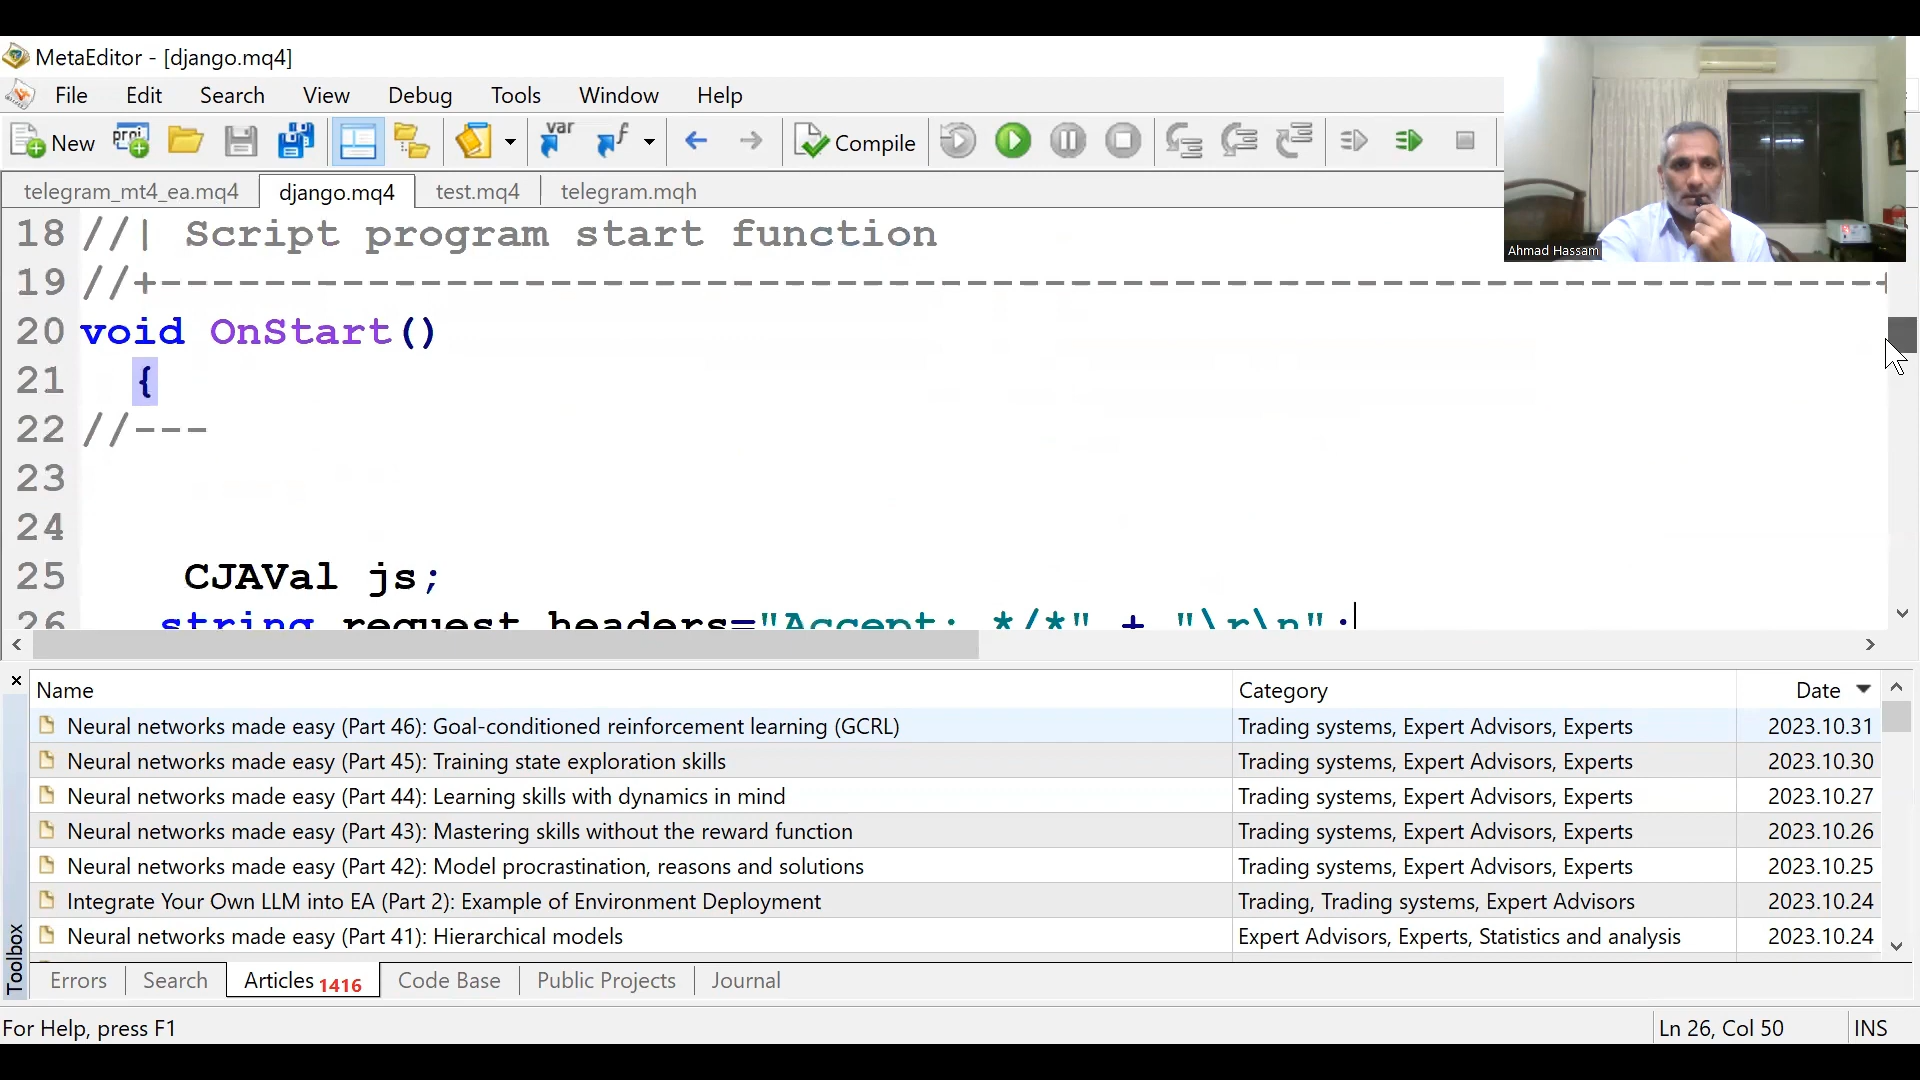 MetaEditor - [django.mq4]
File Edit Search View Debug Tools Window Help
New proj var f Compile
telegram_mt4_ea.mq4 django.mq4 test.mq4 telegram.mqh
Ahmad Hassam
18 //| Script program start function
19 //+------------------------------------------------------------------
20 void OnStart()
21 {
22 //---
23
24
25 CJAVal js;
26 string request_headers="Accept: */*" + "\r\n";
Name Category Date
Neural networks made easy (Part 46): Goal-conditioned reinforcement learning (GCRL) Trading systems, Expert Advisors, Experts 2023.10.31
Neural networks made easy (Part 45): Training state exploration skills Trading systems, Expert Advisors, Experts 2023.10.30
Neural networks made easy (Part 44): Learning skills with dynamics in mind Trading systems, Expert Advisors, Experts 2023.10.27
Neural networks made easy (Part 43): Mastering skills without the reward function Trading systems, Expert Advisors, Experts 2023.10.26
Neural networks made easy (Part 42): Model procrastination, reasons and solutions Trading systems, Expert Advisors, Experts 2023.10.25
Integrate Your Own LLM into EA (Part 2): Example of Environment Deployment Trading, Trading systems, Expert Advisors 2023.10.24
Neural networks made easy (Part 41): Hierarchical models Expert Advisors, Experts, Statistics and analysis 2023.10.24
Toolbox
Errors Search Articles 1416 Code Base Public Projects Journal
For Help, press F1 Ln 26, Col 50 INS